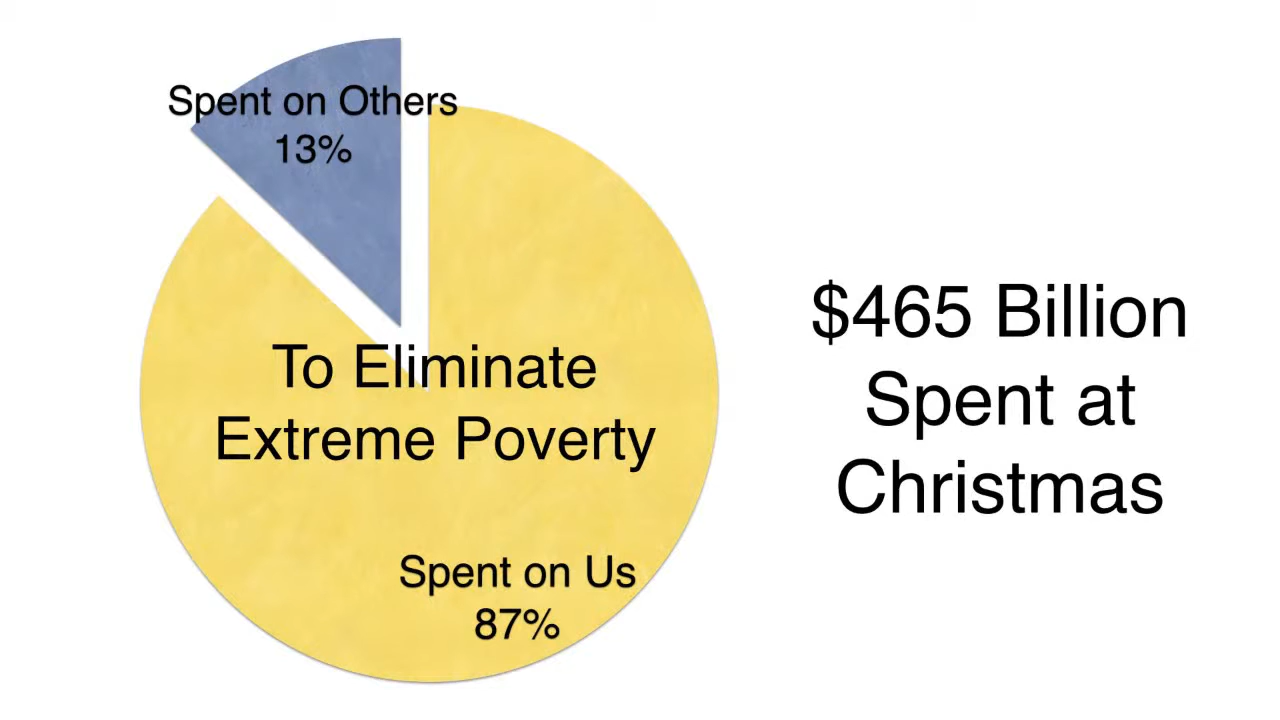 Spent on Others
13%
To Eliminate
Extreme Poverty
Spent on Us
87%
$465 Billion
Spent at
Christmas